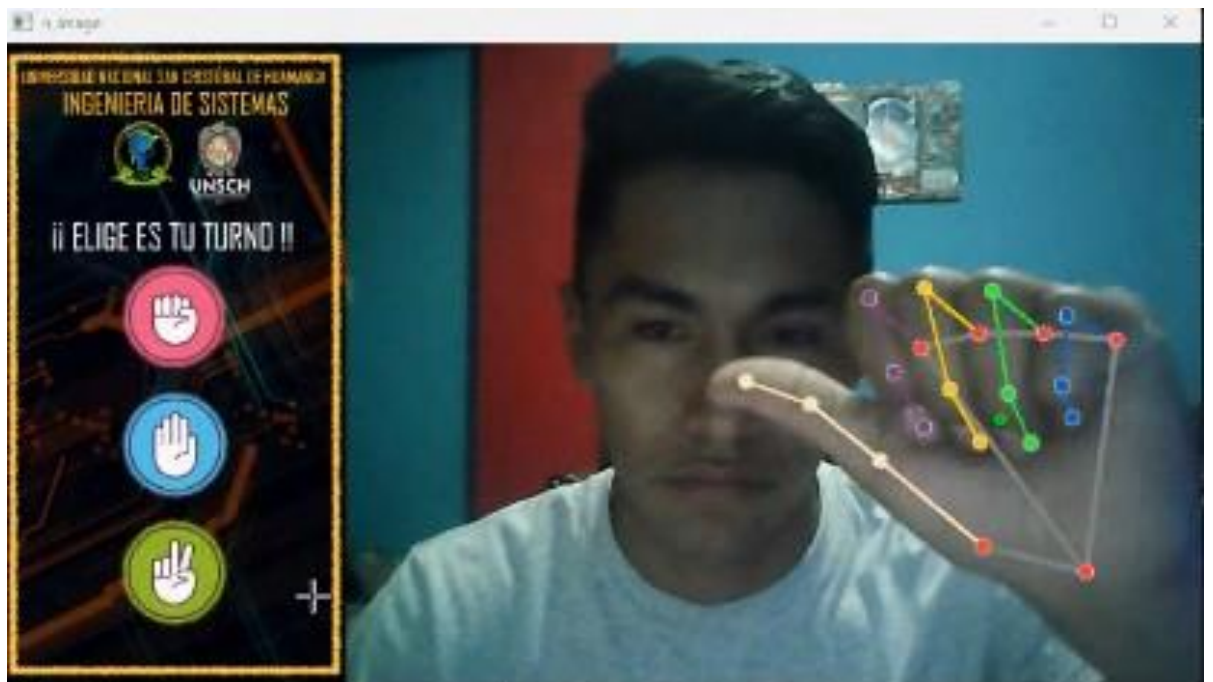 UNIVERSIDAD NACIONAL SAN CRISTÓBAL DE HUAMANGA
INGENIERIA DE SISTEMAS
UNSCH
¡¡ ELIGE ES TU TURNO !!